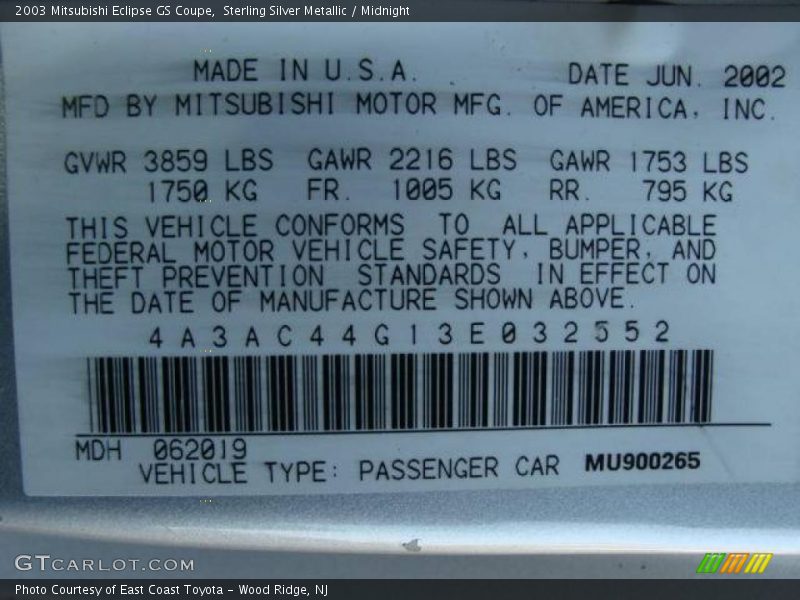 2003 Mitsubishi Eclipse GS Coupe,  Sterling Silver Metallic / Midnight
MADE IN U.S.A. DATE JUN. 2002
MFD BY MITSUBISHI MOTOR MFG. OF AMERICA, INC.
GVWR 3859 LBS GAWR 2216 LBS GAWR 1753 LBS
1750 KG FR. 1005 KG RR. 795 KG
THIS VEHICLE CONFORMS TO ALL APPLICABLE
FEDERAL MOTOR VEHICLE SAFETY, BUMPER, AND
THEFT PREVENTION STANDARDS IN EFFECT ON
THE DATE OF MANUFACTURE SHOWN ABOVE.
4A3AC44G13E032552
MDH 062019
VEHICLE TYPE: PASSENGER CAR MU900265
GTCARLOT.COM
Photo Courtesy of East Coast Toyota – Wood Ridge, NJ